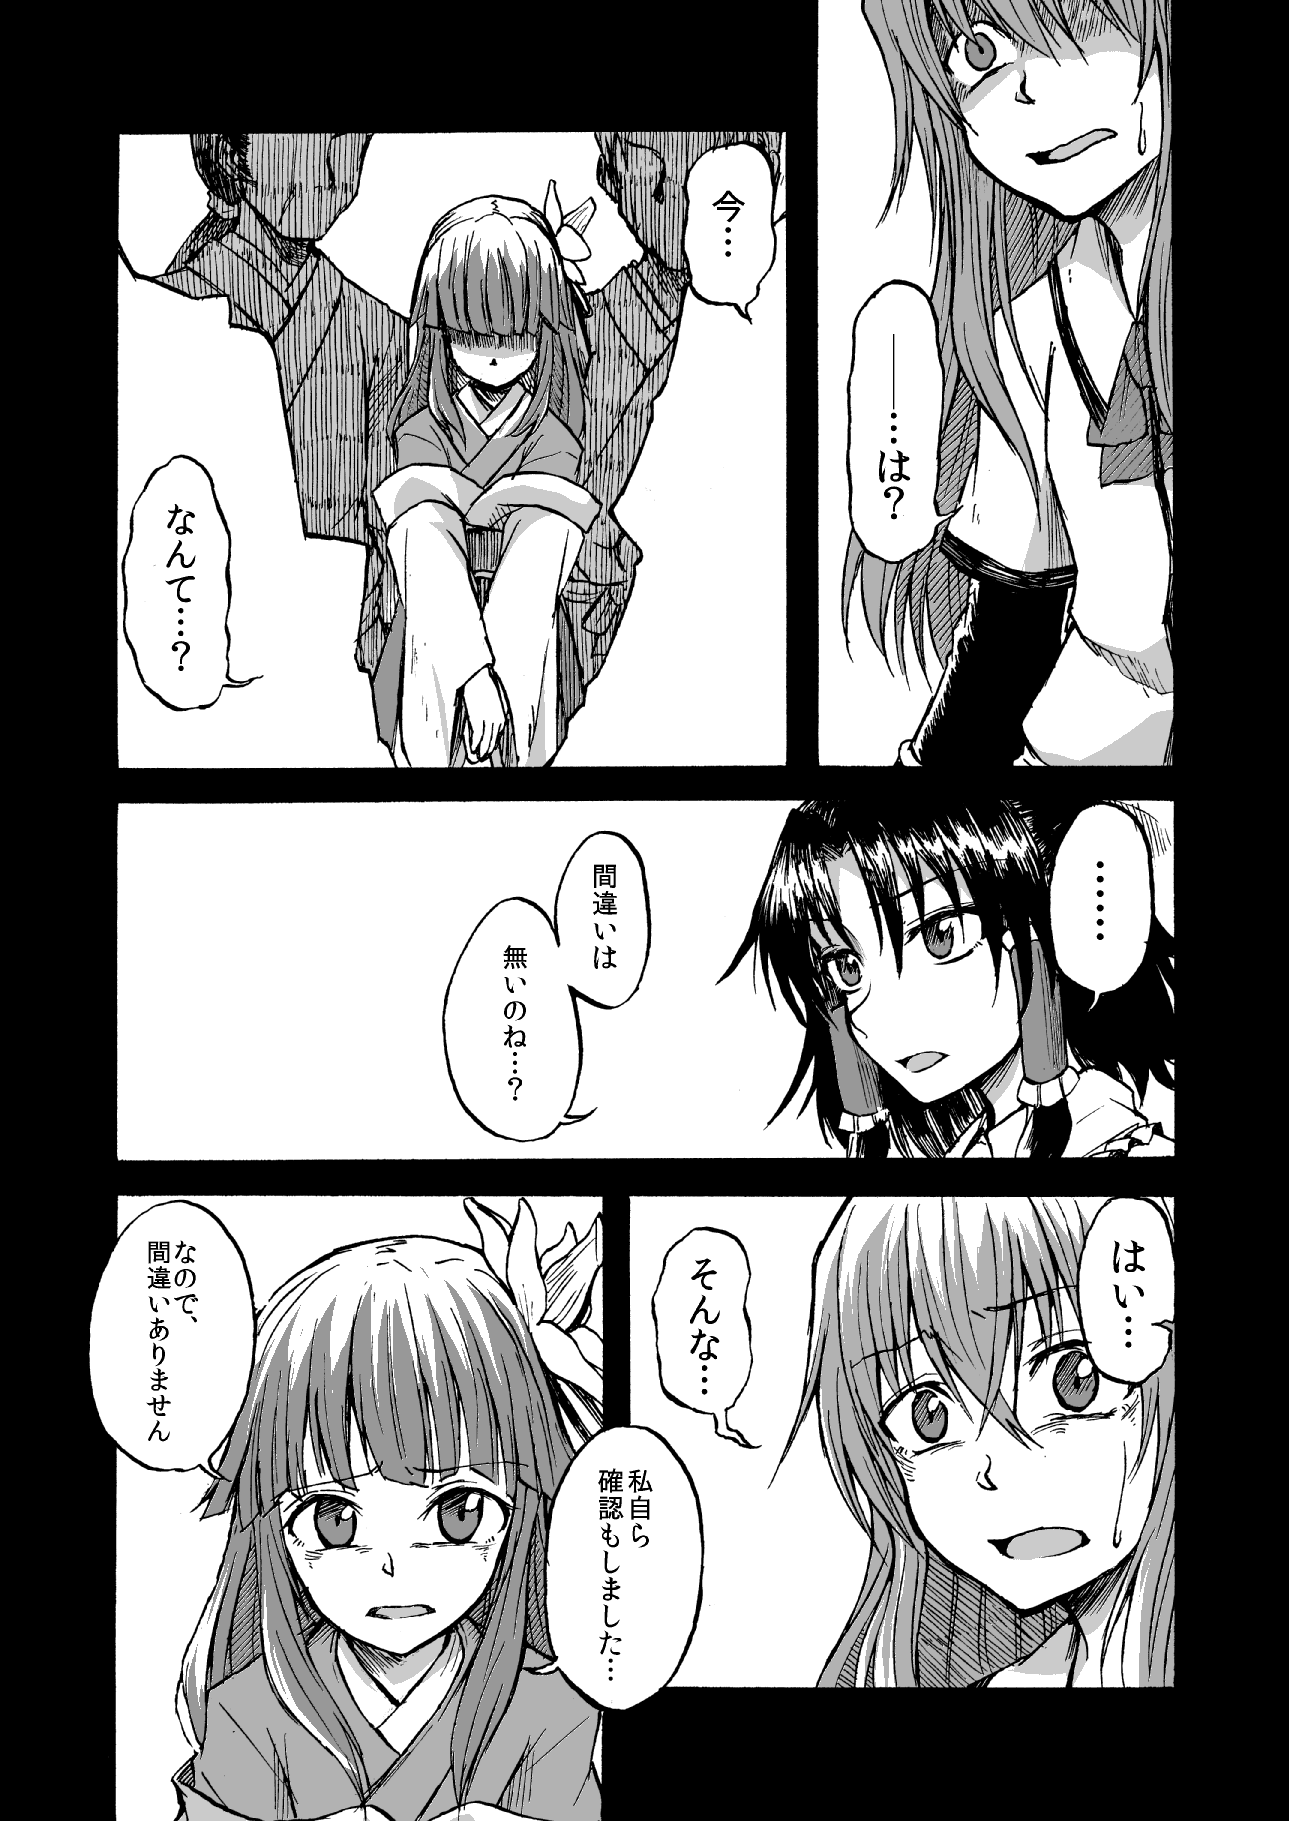 ――…は？
今…
なんて…？
……
間違いは
無いのね…？
はい…
そんな…
私自ら
確認もしました…
なので、
間違いありません